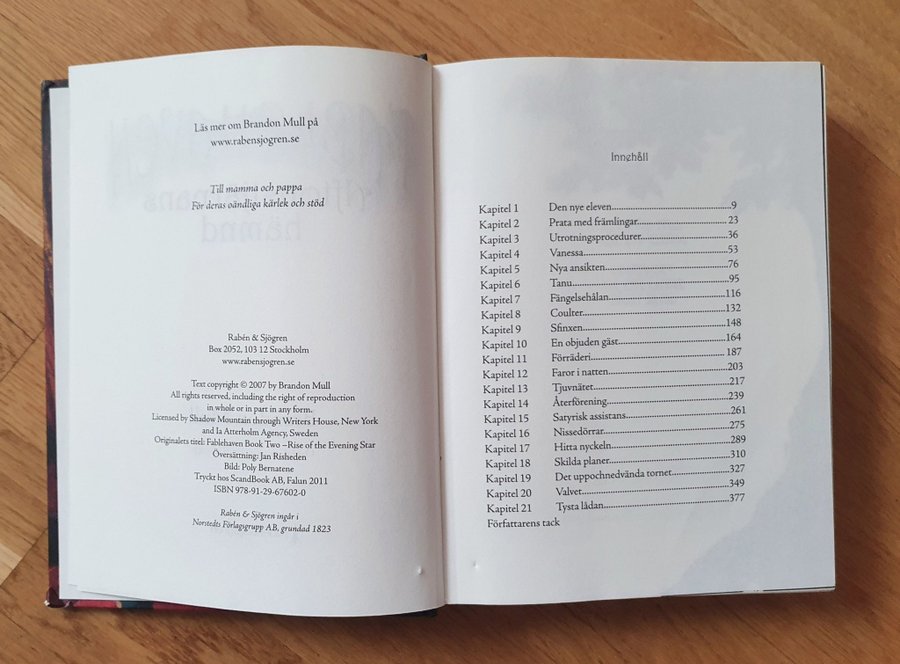 Läs mer om Brandon Mull på
www.rabensjogren.se
Till mamma och pappa
För deras oändliga kärlek och stöd
Rabén & Sjögren
Box 2052, 103 12 Stockholm
www.rabensjogren.se
Text copyright © 2007 by Brandon Mull
All rights reserved, including the right of reproduction
in whole or in part in any form.
Licensed by Shadow Mountain through Writers House, New York
and Ia Atterholm Agency, Sweden
Originalets titel –Fablehaven Book Two –Rise of the Evening Star
Översättning: Jan Risheden
Bild: Poly Bernatene
Tryckt hos ScandBook AB, Falun 2011
ISBN 978-91-29-67602-0
Rabén & Sjögren ingår i
Norstedts Förlagsgrupp AB, grundad 1823
Innehåll
Kapitel 1 Den nye eleven 9
Kapitel 2 Prata med främlingar 23
Kapitel 3 Utrotningsprocedurer 36
Kapitel 4 Vanessa 53
Kapitel 5 Nya ansikten 76
Kapitel 6 Tanu 95
Kapitel 7 Fängelsehålan 116
Kapitel 8 Coulter 132
Kapitel 9 Sfinxen 148
Kapitel 10 En objuden gäst 164
Kapitel 11 Förräderi 187
Kapitel 12 Faror i natten 203
Kapitel 13 Tjuvnätet 217
Kapitel 14 Återförening 239
Kapitel 15 Satyrisk assistans 261
Kapitel 16 Nissedörrar 275
Kapitel 17 Hitta nyckeln 289
Kapitel 18 Skilda planer 310
Kapitel 19 Det uppochnedvända tornet 327
Kapitel 20 Valvet 349
Kapitel 21 Tysta lådan 377
Författarens tack